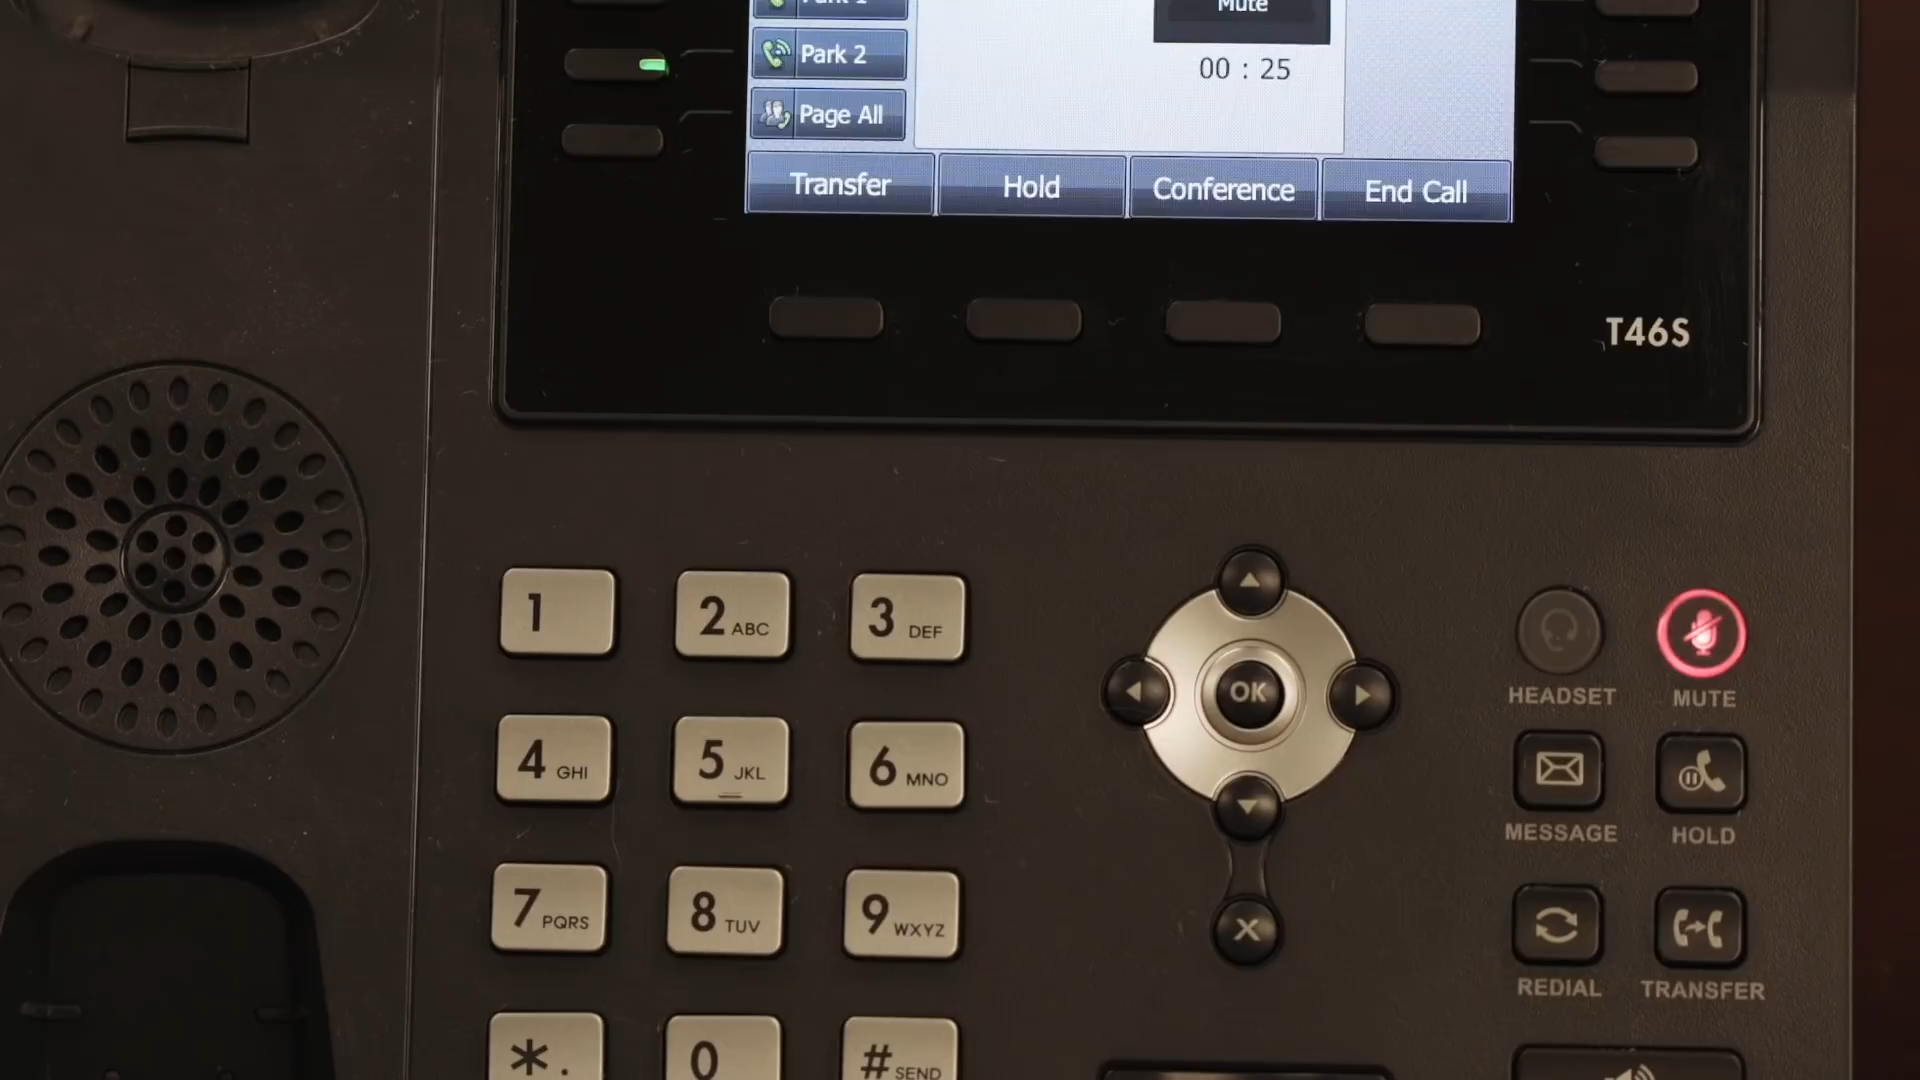 Park 1
Mute
Park 2
00 : 25
Page All
Transfer Hold Conference End Call
T46S
1 2 ABC 3 DEF
OK
HEADSET MUTE
4 GHI 5 JKL 6 MNO
MESSAGE HOLD
7 PQRS 8 TUV 9 WXYZ
X
REDIAL TRANSFER
* . 0 # SEND